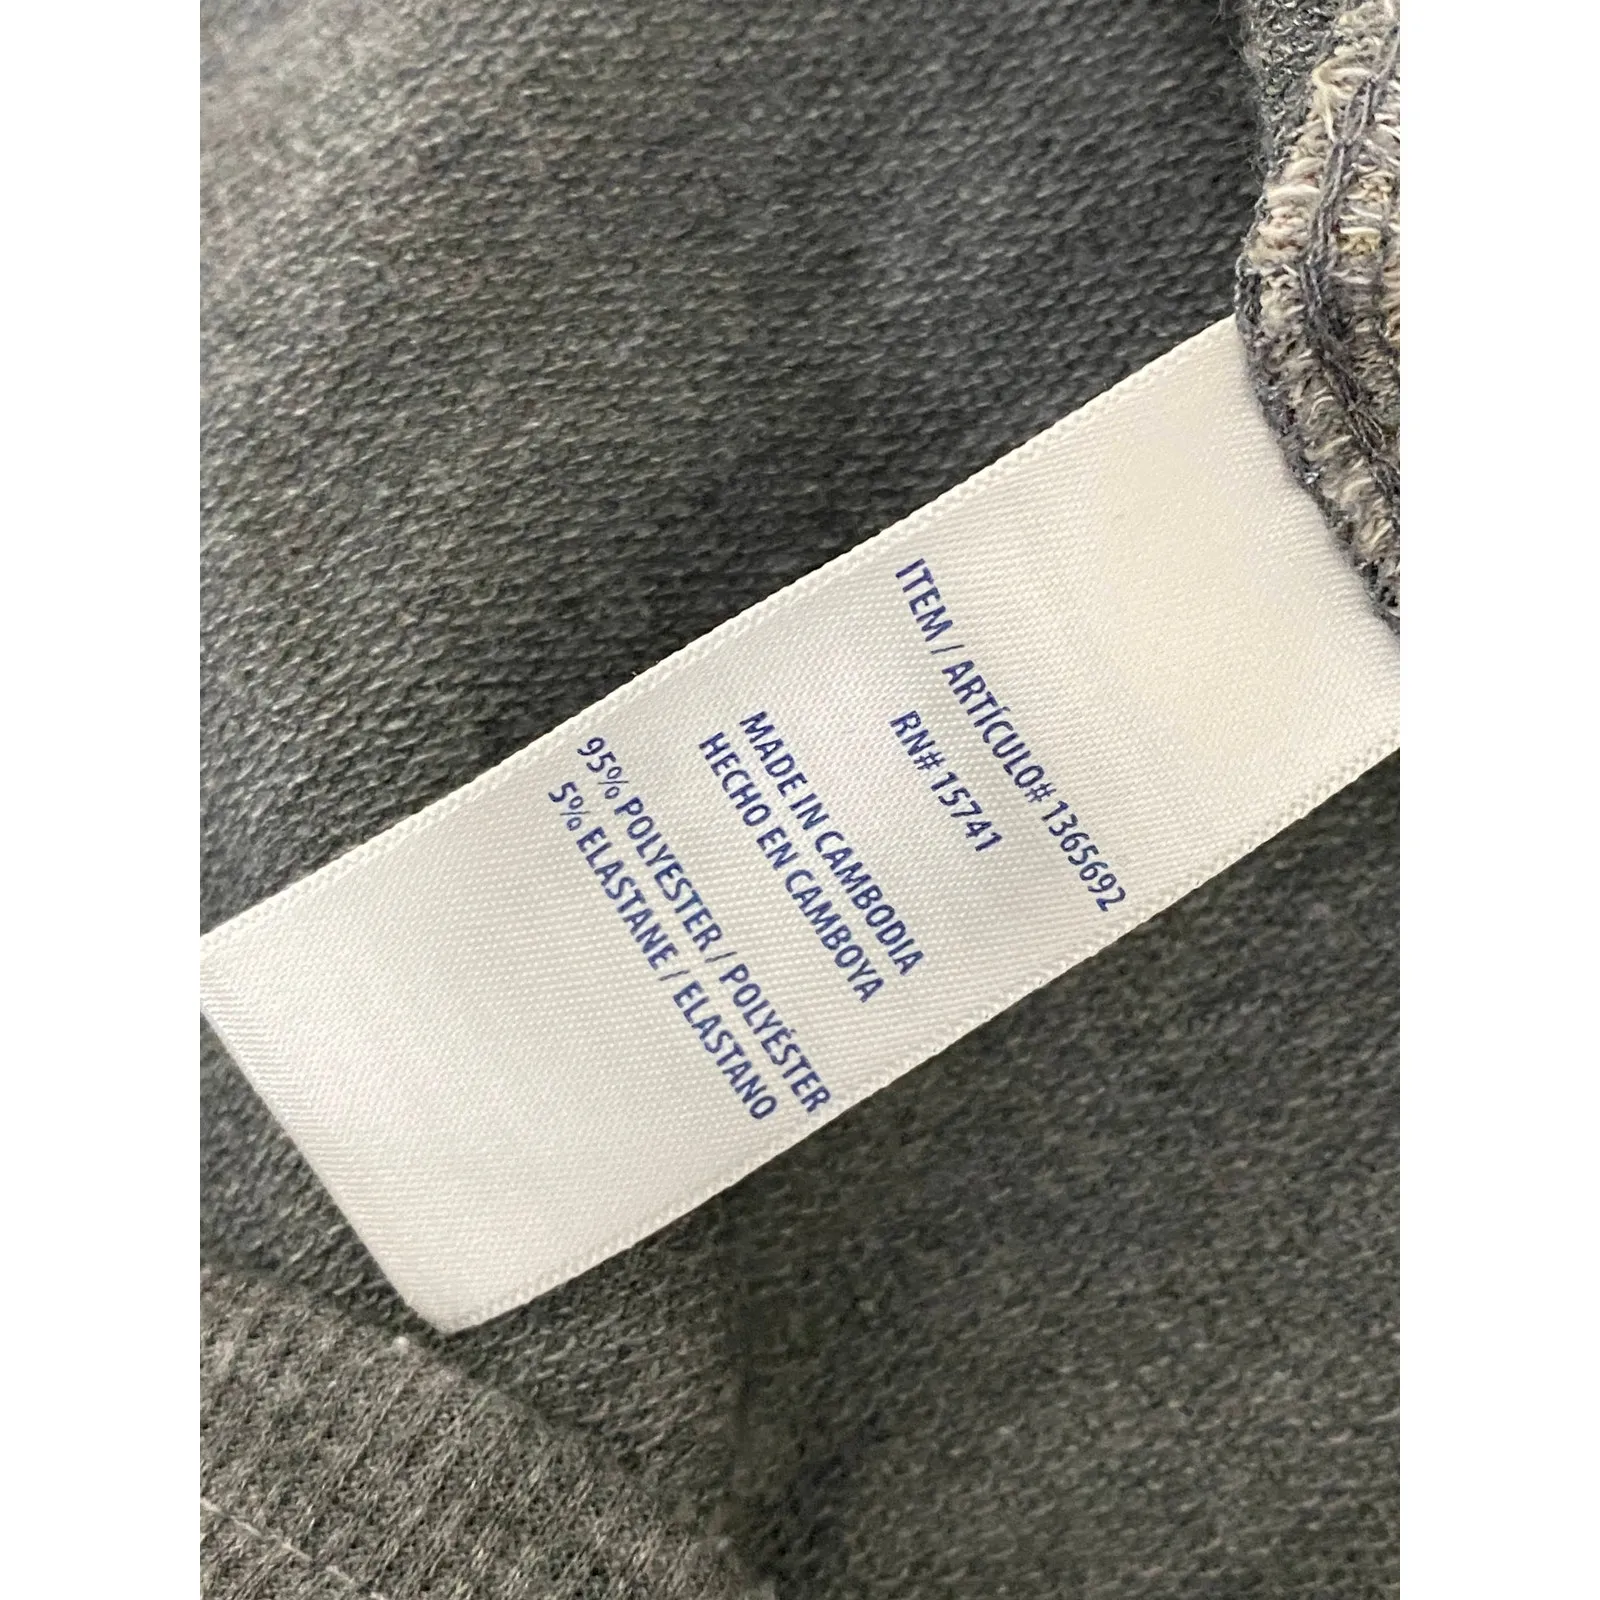 ITEM / ARTÍCULO# 1365692
RN# 15741
MADE IN CAMBODIA
HECHO EN CAMBOYA
95% POLYESTER / POLYÉSTER
5% ELASTANE / ELASTANO